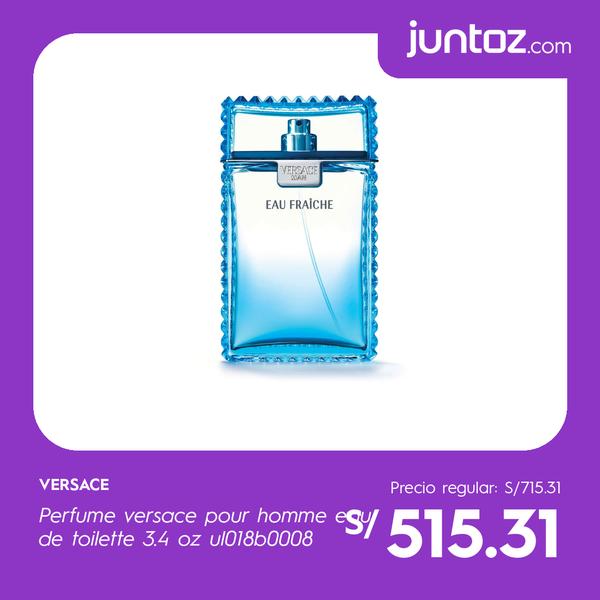 juntoz.com
VERSACE
MAN
EAU FRAÎCHE
VERSACE
Precio regular: S/715.31
Perfume versace pour homme eau
de toilette 3.4 oz ul018b0008
S/ 515.31